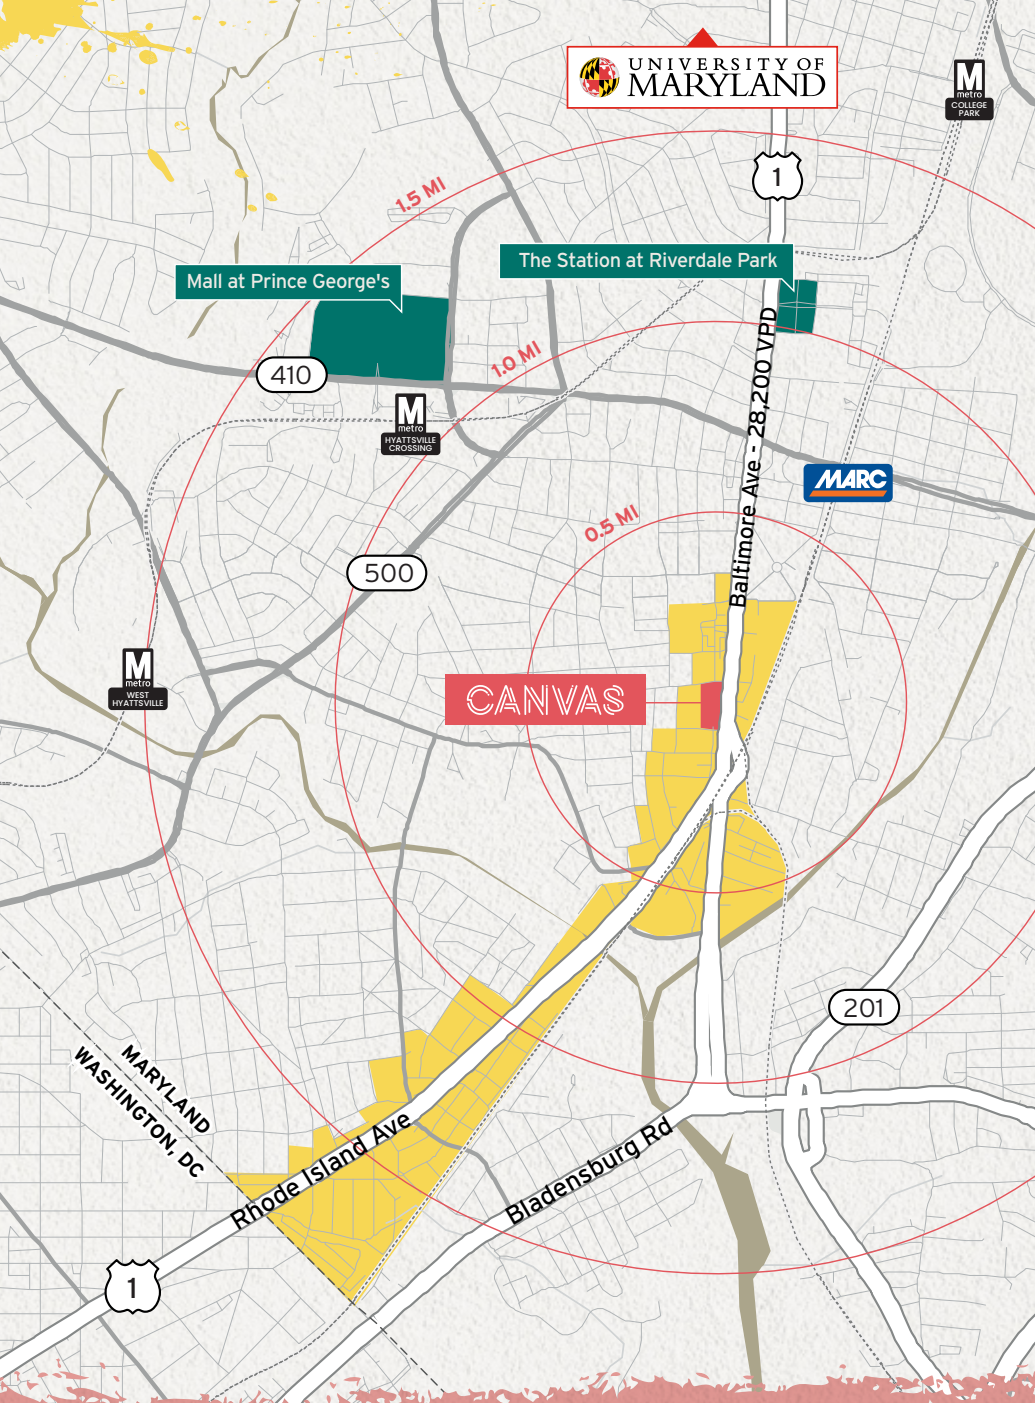 UNIVERSITY OF
MARYLAND
M
metro
COLLEGE
PARK
1
1.5 MI
The Station at Riverdale Park
Mall at Prince George's
1.0 MI
410
M
metro
HYATTSVILLE
CROSSING
Baltimore Ave - 28,200 VPD
MARC
0.5 MI
500
M
metro
WEST
HYATTSVILLE
CANVAS
201
MARYLAND
WASHINGTON, DC
Rhode Island Ave
Bladensburg Rd
1